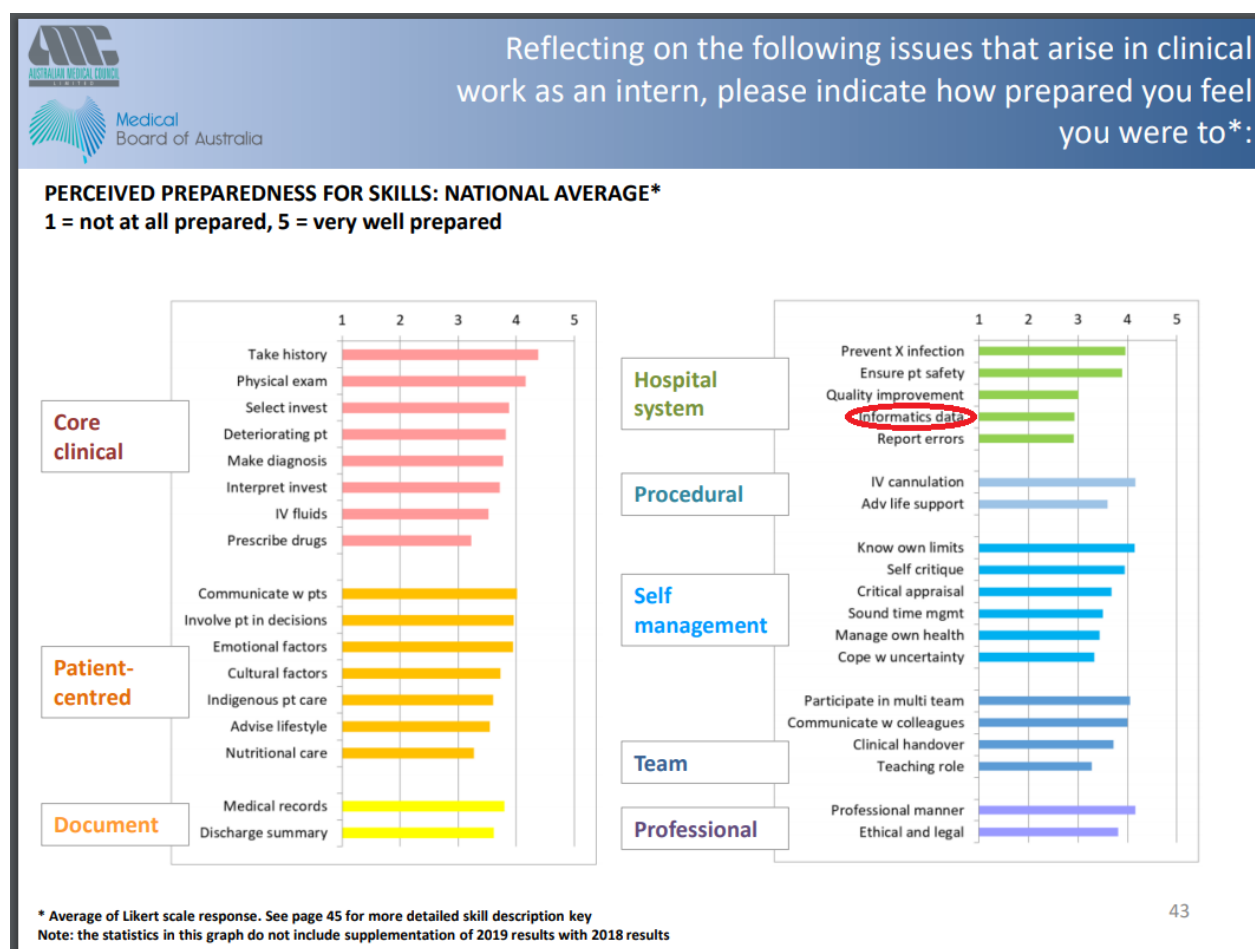 AMC
AUSTRALIAN MEDICAL COUNCIL
LIMITED
Medical
Board of Australia
Reflecting on the following issues that arise in clinical
work as an intern, please indicate how prepared you feel
you were to*:
PERCEIVED PREPAREDNESS FOR SKILLS: NATIONAL AVERAGE*
1 = not at all prepared, 5 = very well prepared
1 2 3 4 5
Core
clinical
Take history
Physical exam
Select invest
Deteriorating pt
Make diagnosis
Interpret invest
IV fluids
Prescribe drugs
Patient-
centred
Communicate w pts
Involve pt in decisions
Emotional factors
Cultural factors
Indigenous pt care
Advise lifestyle
Nutritional care
Document
Medical records
Discharge summary
1 2 3 4 5
Hospital
system
Prevent X infection
Ensure pt safety
Quality improvement
Informatics data
Report errors
Procedural
IV cannulation
Adv life support
Self
management
Know own limits
Self critique
Critical appraisal
Sound time mgmt
Manage own health
Cope w uncertainty
Team
Participate in multi team
Communicate w colleagues
Clinical handover
Teaching role
Professional
Professional manner
Ethical and legal
* Average of Likert scale response. See page 45 for more detailed skill description key
Note: the statistics in this graph do not include supplementation of 2019 results with 2018 results
43